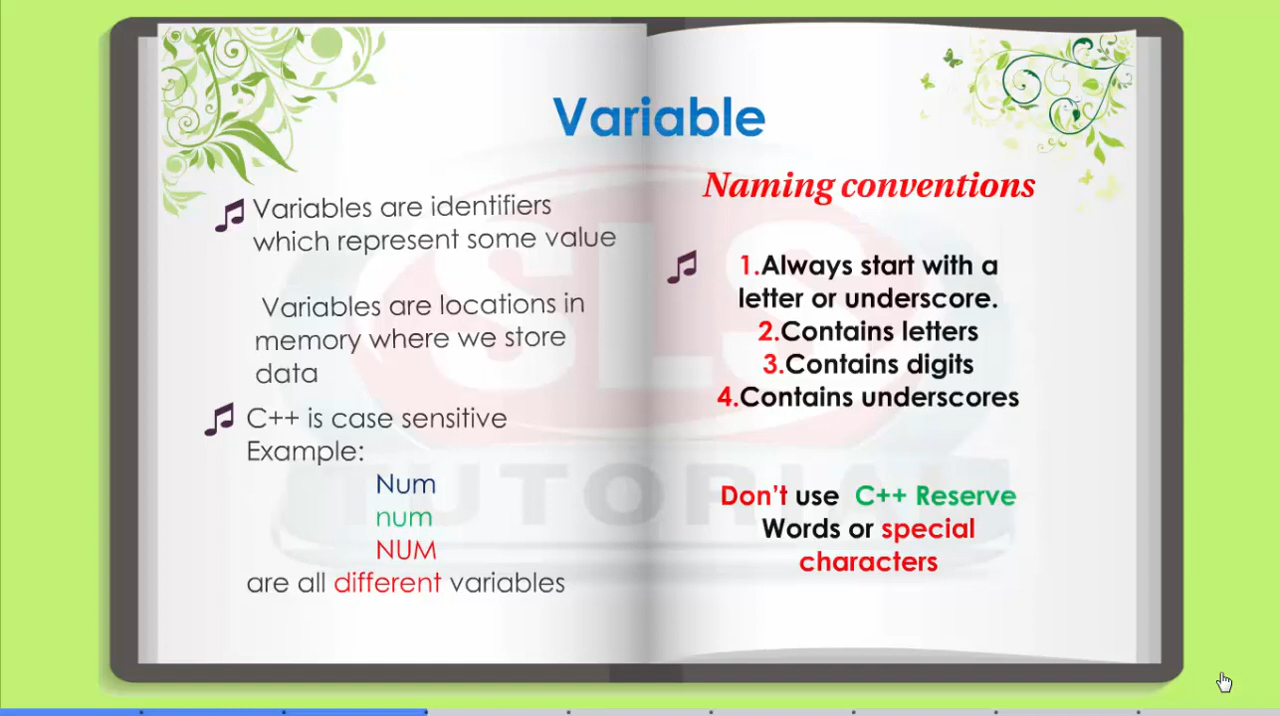 Variable
Variables are identifiers
which represent some value
Variables are locations in
memory where we store
data
C++ is case sensitive
Example:
Num
num
NUM
are all different variables
Naming conventions
1.Always start with a
letter or underscore.
2.Contains letters
3.Contains digits
4.Contains underscores
Don't use C++ Reserve
Words or special
characters
SLS
TUTORIAL